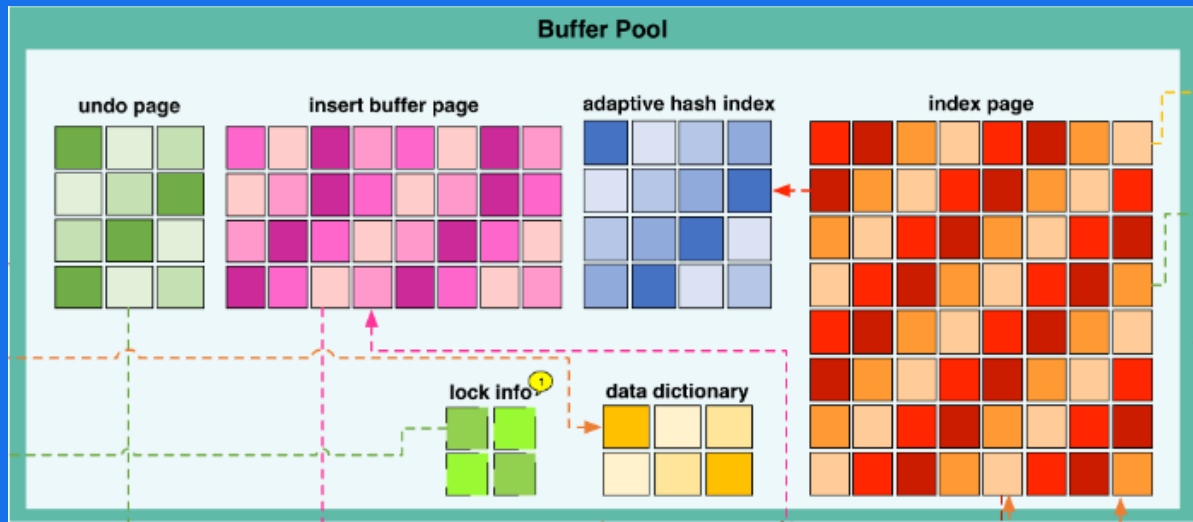 Buffer Pool
undo page
insert buffer page
adaptive hash index
index page
lock info
1
data dictionary